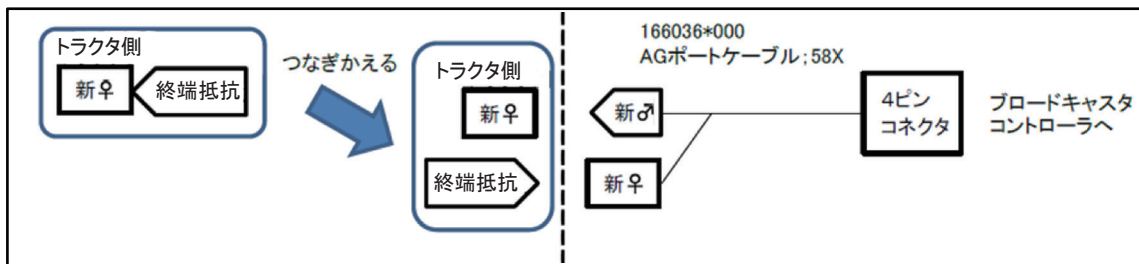 トラクタ側
新♀
終端抵抗
つなぎかえる
トラクタ側
新♀
終端抵抗
166036*000
AGポートケーブル;58X
新♂
新♀
4ピン
コネクタ
ブロードキャスタ
コントローラへ